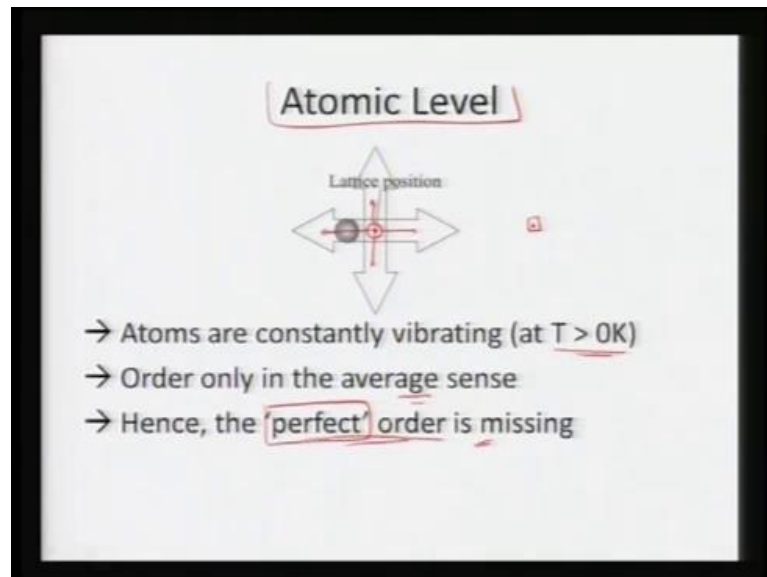 Atomic Level
Lattice position
→ Atoms are constantly vibrating (at T > 0K)
→ Order only in the average sense
→ Hence, the 'perfect' order is missing